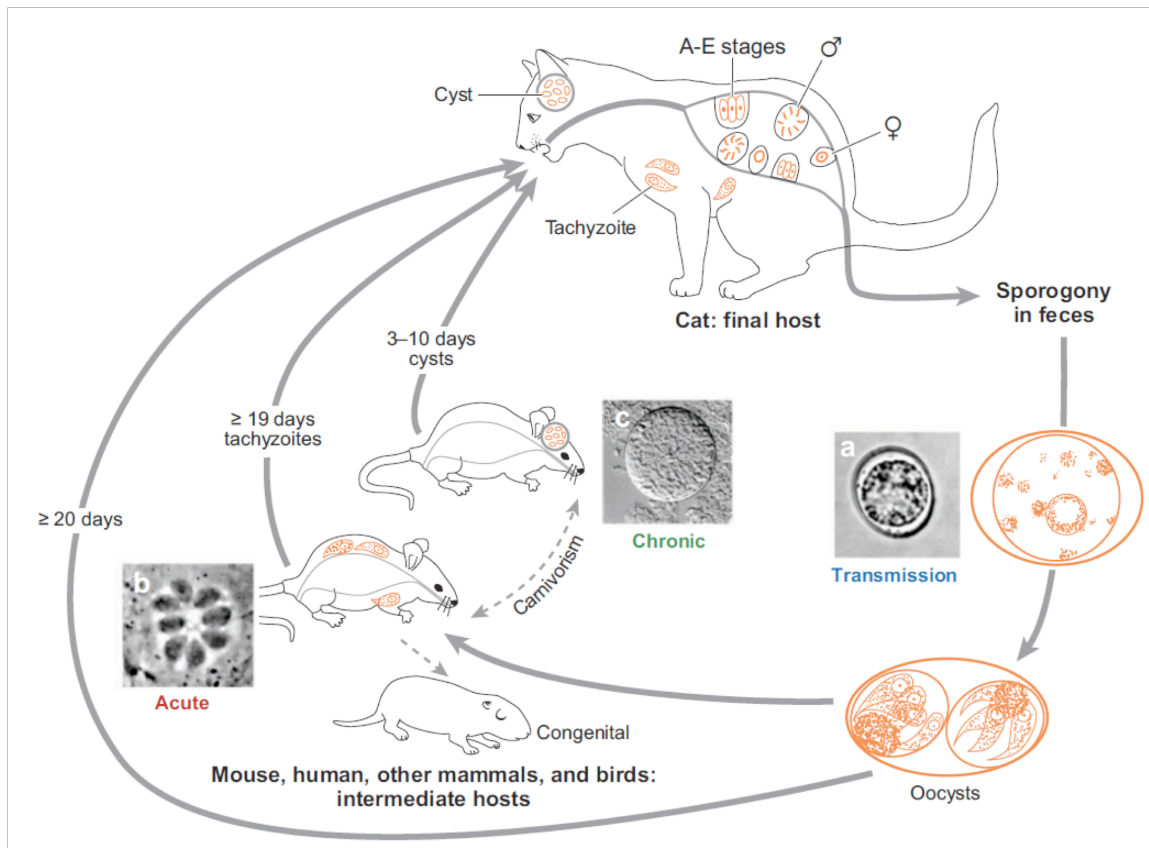 A-E stages
♂
Cyst
♀
Tachyzoite
Cat: final host
Sporogony
in feces
3–10 days
cysts
≥ 19 days
tachyzoites
≥ 20 days
c
Chronic
a
Transmission
Carnivorism
b
Acute
Congenital
Mouse, human, other mammals, and birds:
intermediate hosts
Oocysts